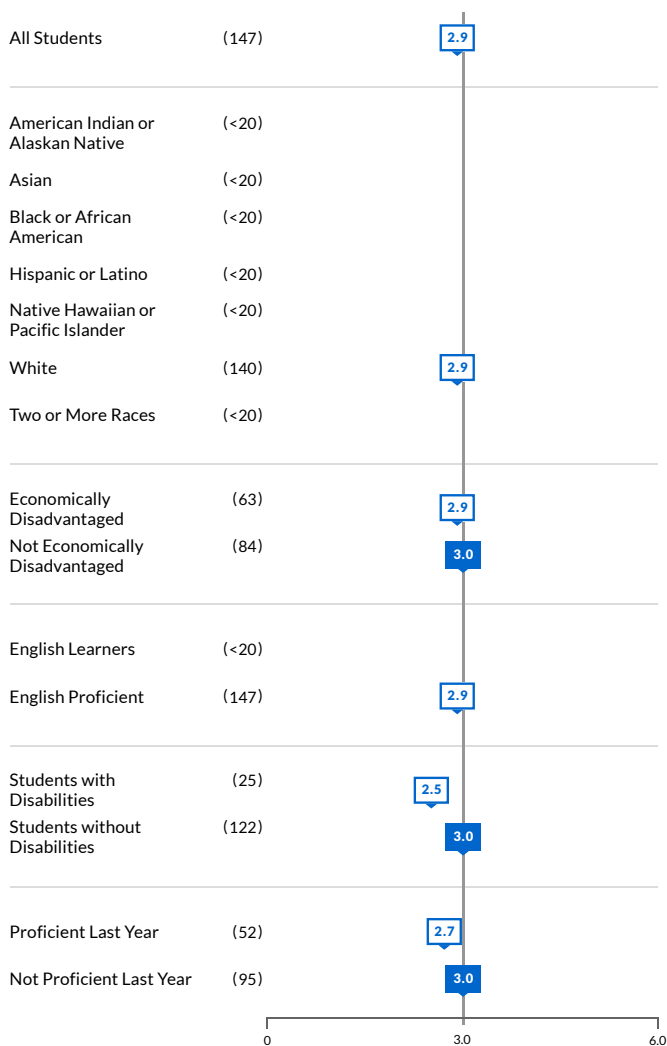 All Students (147) 2.9
American Indian or (<20)
Alaskan Native
Asian (<20)
Black or African (<20)
American
Hispanic or Latino (<20)
Native Hawaiian or (<20)
Pacific Islander
White (140) 2.9
Two or More Races (<20)
Economically (63) 2.9
Disadvantaged
Not Economically (84) 3.0
Disadvantaged
English Learners (<20)
English Proficient (147) 2.9
Students with (25) 2.5
Disabilities
Students without (122) 3.0
Disabilities
Proficient Last Year (52) 2.7
Not Proficient Last Year (95) 3.0
0 3.0 6.0